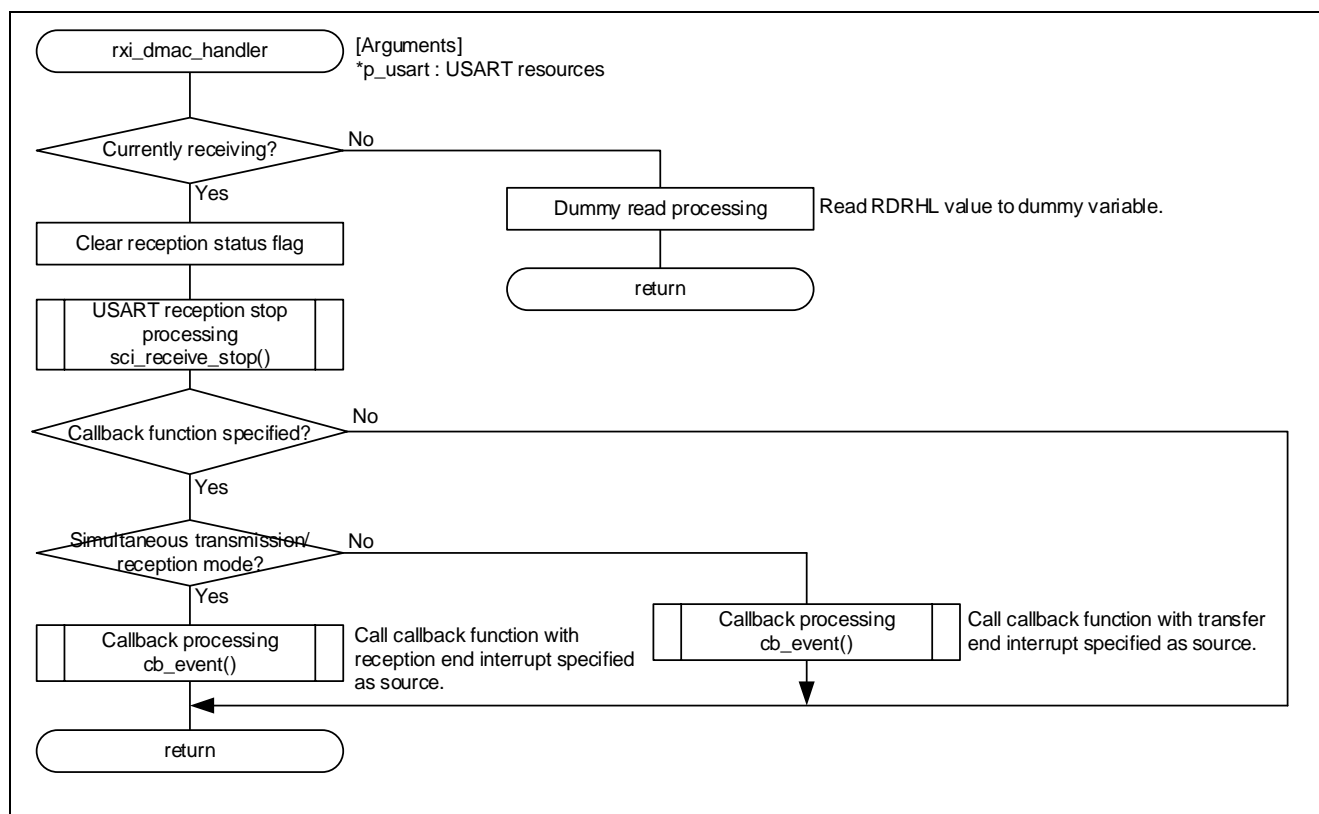 rxi_dmac_handler
[Arguments]
*p_usart : USART resources
Currently receiving?
No
Yes
Dummy read processing
Read RDRHL value to dummy variable.
Clear reception status flag
return
USART reception stop
processing
sci_receive_stop()
Callback function specified?
No
Yes
Simultaneous transmission/
reception mode?
No
Yes
Callback processing
cb_event()
Call callback function with
reception end interrupt specified
as source.
Callback processing
cb_event()
Call callback function with transfer
end interrupt specified as source.
return